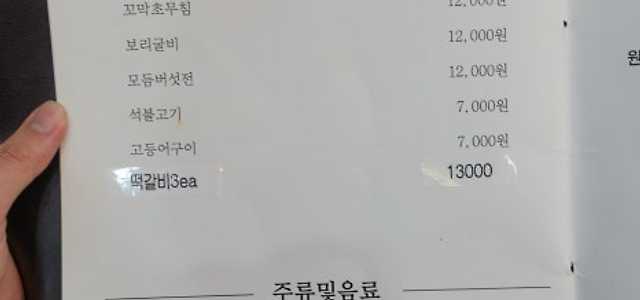 꼬막초무침 12,000원
보리굴비 12,000원
모듬버섯전 12,000원
석불고기 7,000원
고등어구이 7,000원
떡갈비3ea 13000
주류및음료
원